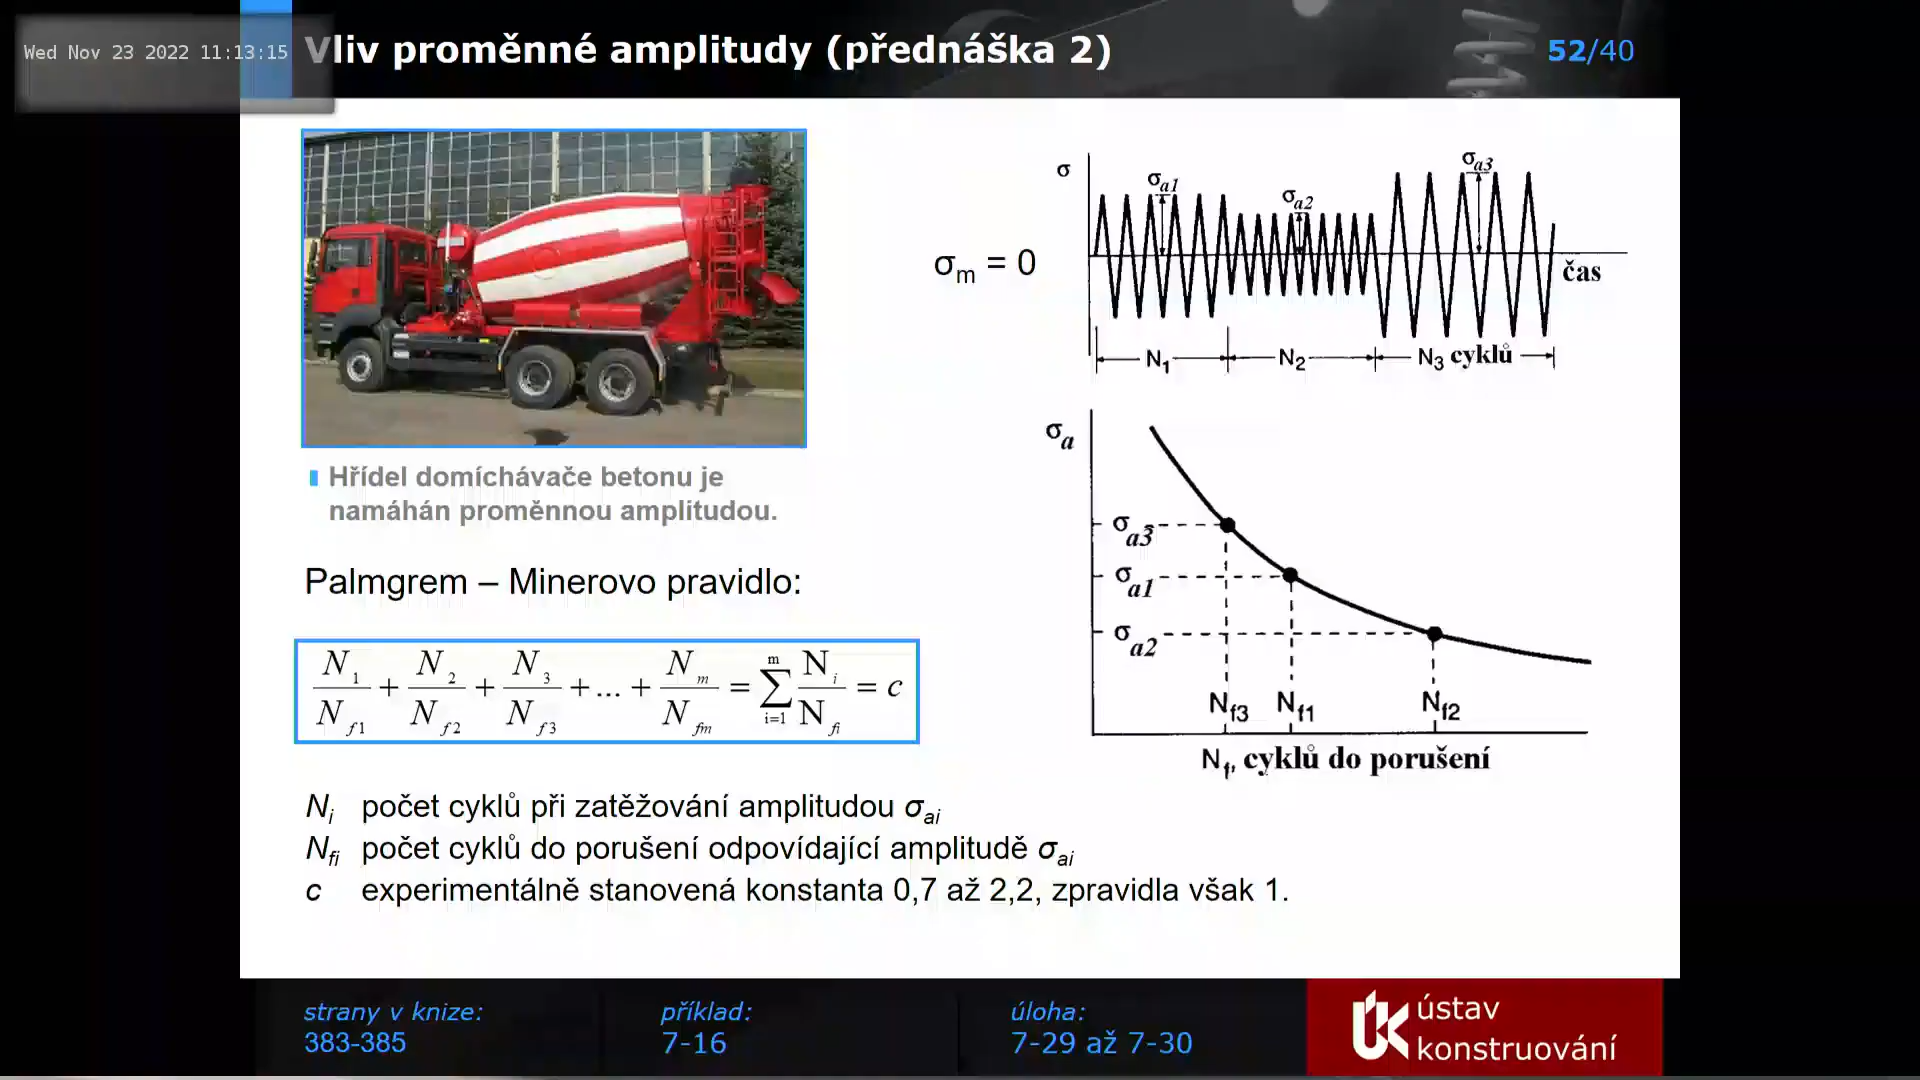 Wed Nov 23 2022 11:13:15
Vliv proměnné amplitudy (přednáška 2)
52/40
Hřídel domíchávače betonu je
namáhán proměnnou amplitudou.
Palmgrem – Minerovo pravidlo:
N1/Nf1 + N2/Nf2 + N3/Nf3 + ... + Nm/Nfm = ∑ m i=1 Ni/Nfi = c
σm = 0
σ
σa1
σa2
σa3
čas
N1
N2
N3 cyklů
σa
σa3
σa1
σa2
Nf3 Nf1 Nf2
Nf, cyklů do porušení
Ni počet cyklů při zatěžování amplitudou σai
Nfi počet cyklů do porušení odpovídající amplitudě σai
c experimentálně stanovená konstanta 0,7 až 2,2, zpravidla však 1.
strany v knize:
383-385
příklad:
7-16
úloha:
7-29 až 7-30
ústav
konstruování